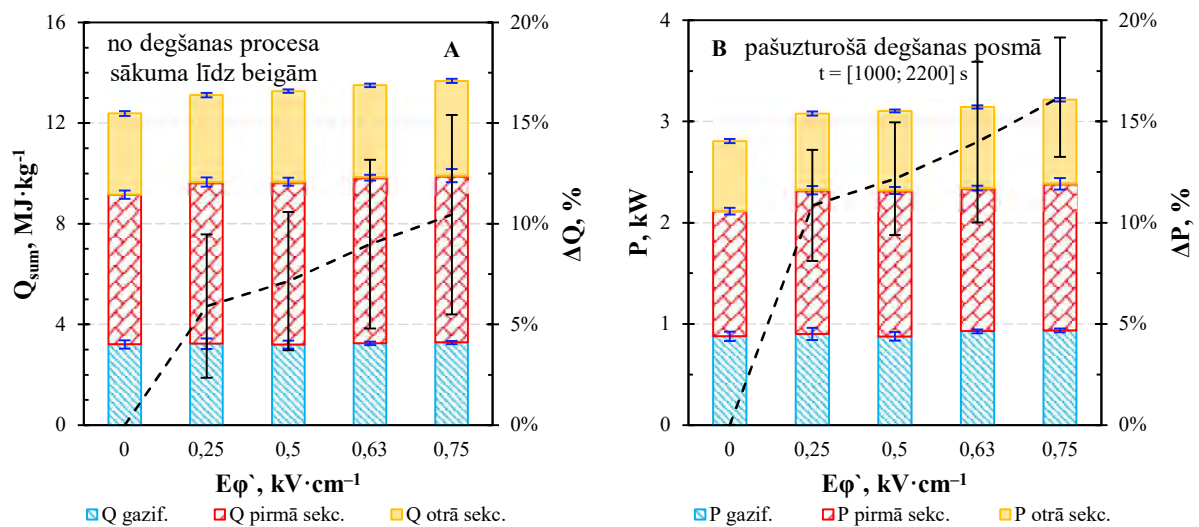 no degšanas procesa
sākuma līdz beigām
A
16
12
8
4
0
Q_sum, MJ·kg⁻¹
20%
15%
10%
5%
0%
ΔQ, %
0 0,25 0,5 0,63 0,75
Eφ`, kV·cm⁻¹
Q gazif. Q pirmā sekc. Q otrā sekc.
B
pašuzturošā degšanas posmā
t = [1000; 2200] s
4
3
2
1
0
P, kW
20%
15%
10%
5%
0%
ΔP, %
0 0,25 0,5 0,63 0,75
Eφ`, kV·cm⁻¹
P gazif. P pirmā sekc. P otrā sekc.